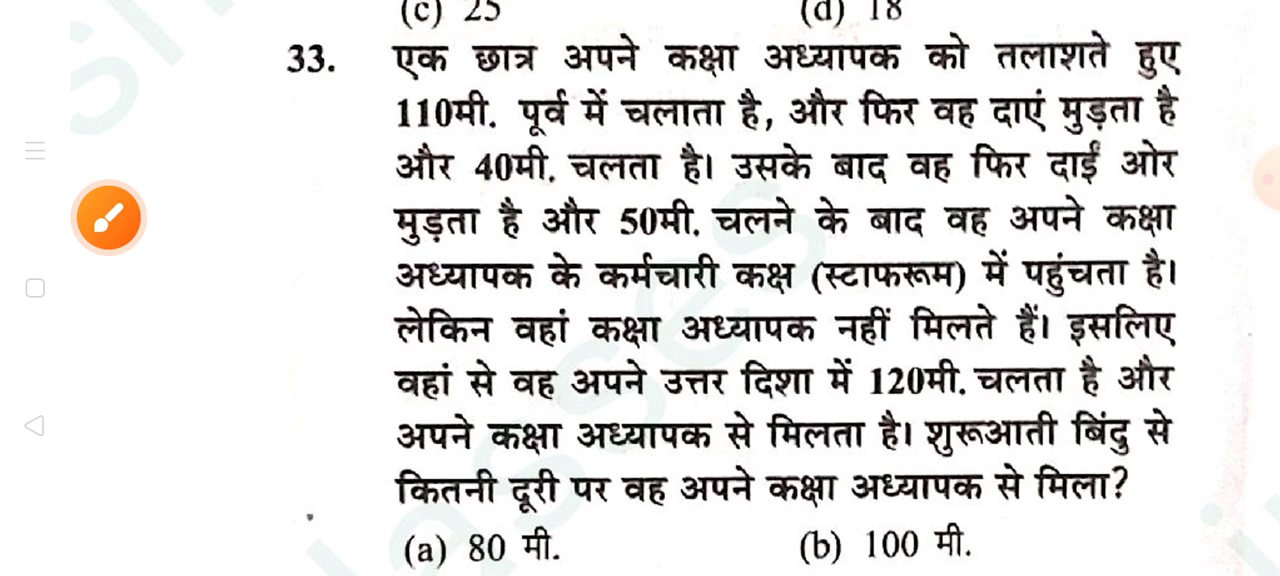 (c) 25 (d) 18
33. एक छात्र अपने कक्षा अध्यापक को तलाशते हुए
110मी. पूर्व में चलाता है, और फिर वह दाएं मुड़ता है
और 40मी. चलता है। उसके बाद वह फिर दाईं ओर
मुड़ता है और 50मी. चलने के बाद वह अपने कक्षा
अध्यापक के कर्मचारी कक्ष (स्टाफरूम) में पहुंचता है।
लेकिन वहां कक्षा अध्यापक नहीं मिलते हैं। इसलिए
वहां से वह अपने उत्तर दिशा में 120मी. चलता है और
अपने कक्षा अध्यापक से मिलता है। शुरूआती बिंदु से
कितनी दूरी पर वह अपने कक्षा अध्यापक से मिला?
(a) 80 मी. (b) 100 मी.